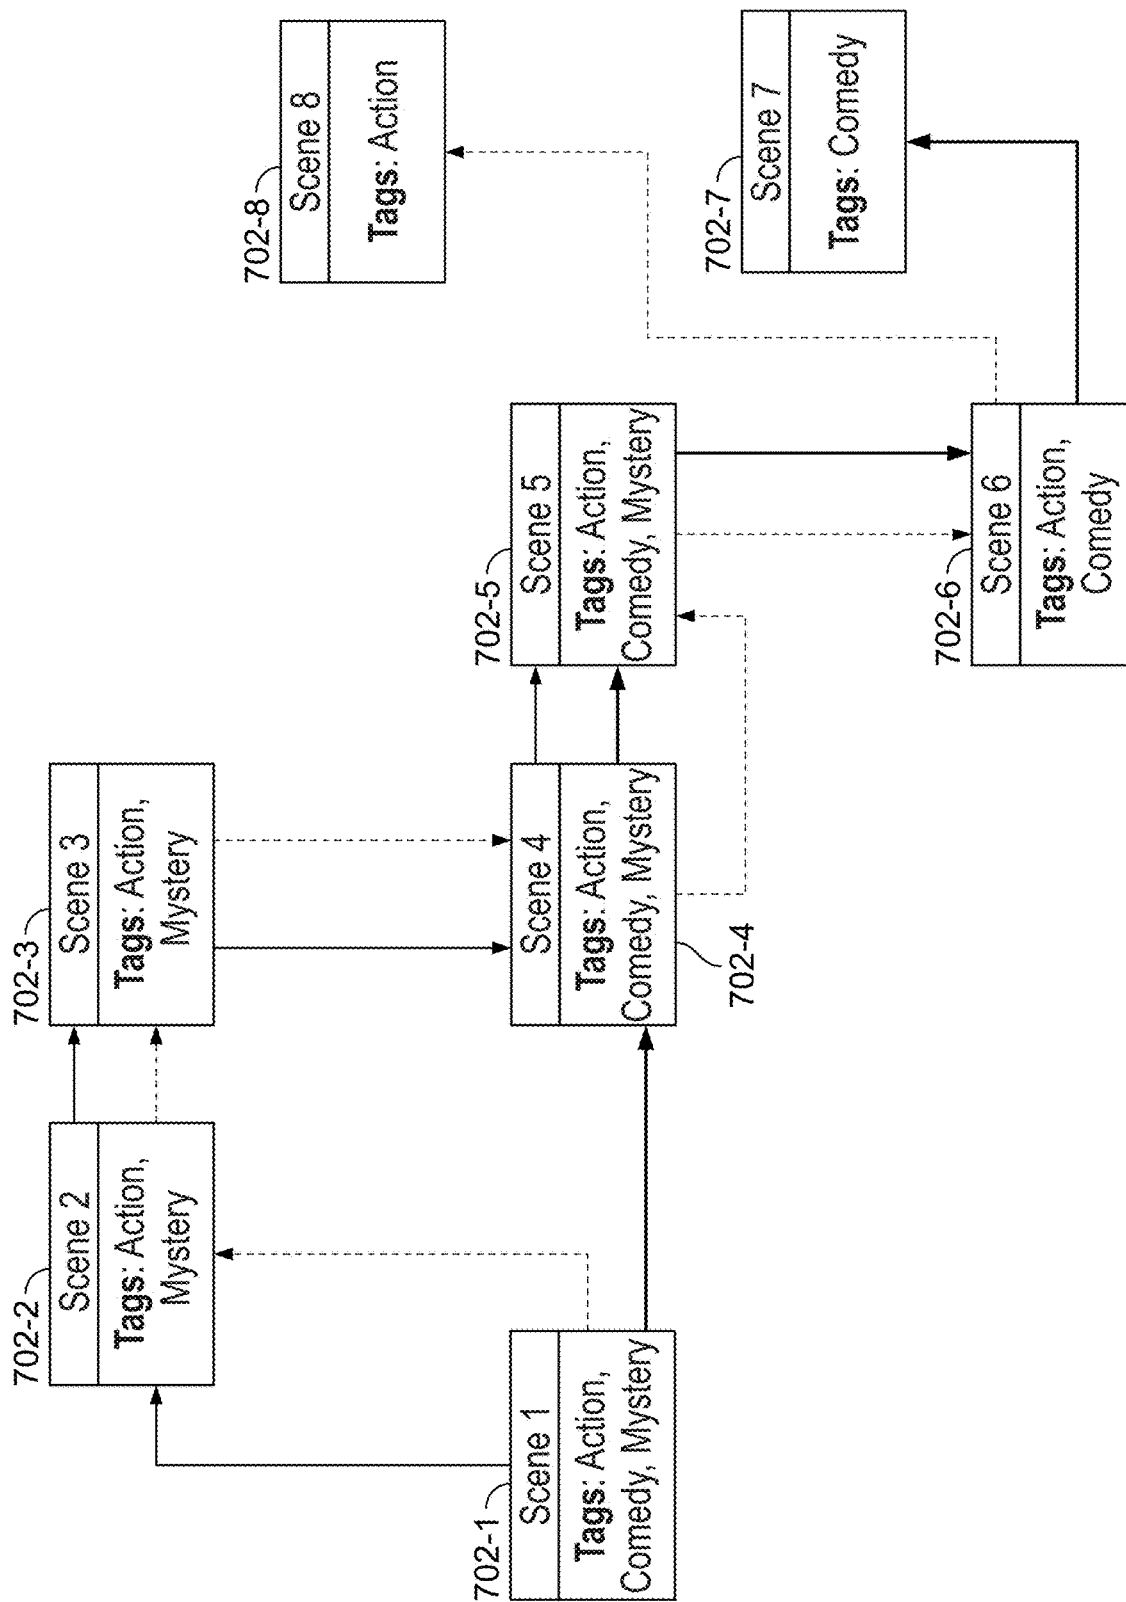 702-1
Scene 1
Tags: Action,
Comedy, Mystery
702-2
Scene 2
Tags: Action,
Mystery
702-3
Scene 3
Tags: Action,
Mystery
Scene 4
Tags: Action,
Comedy, Mystery
702-4
702-5
Scene 5
Tags: Action,
Comedy, Mystery
702-6
Scene 6
Tags: Action,
Comedy
702-7
Scene 7
Tags: Comedy
702-8
Scene 8
Tags: Action